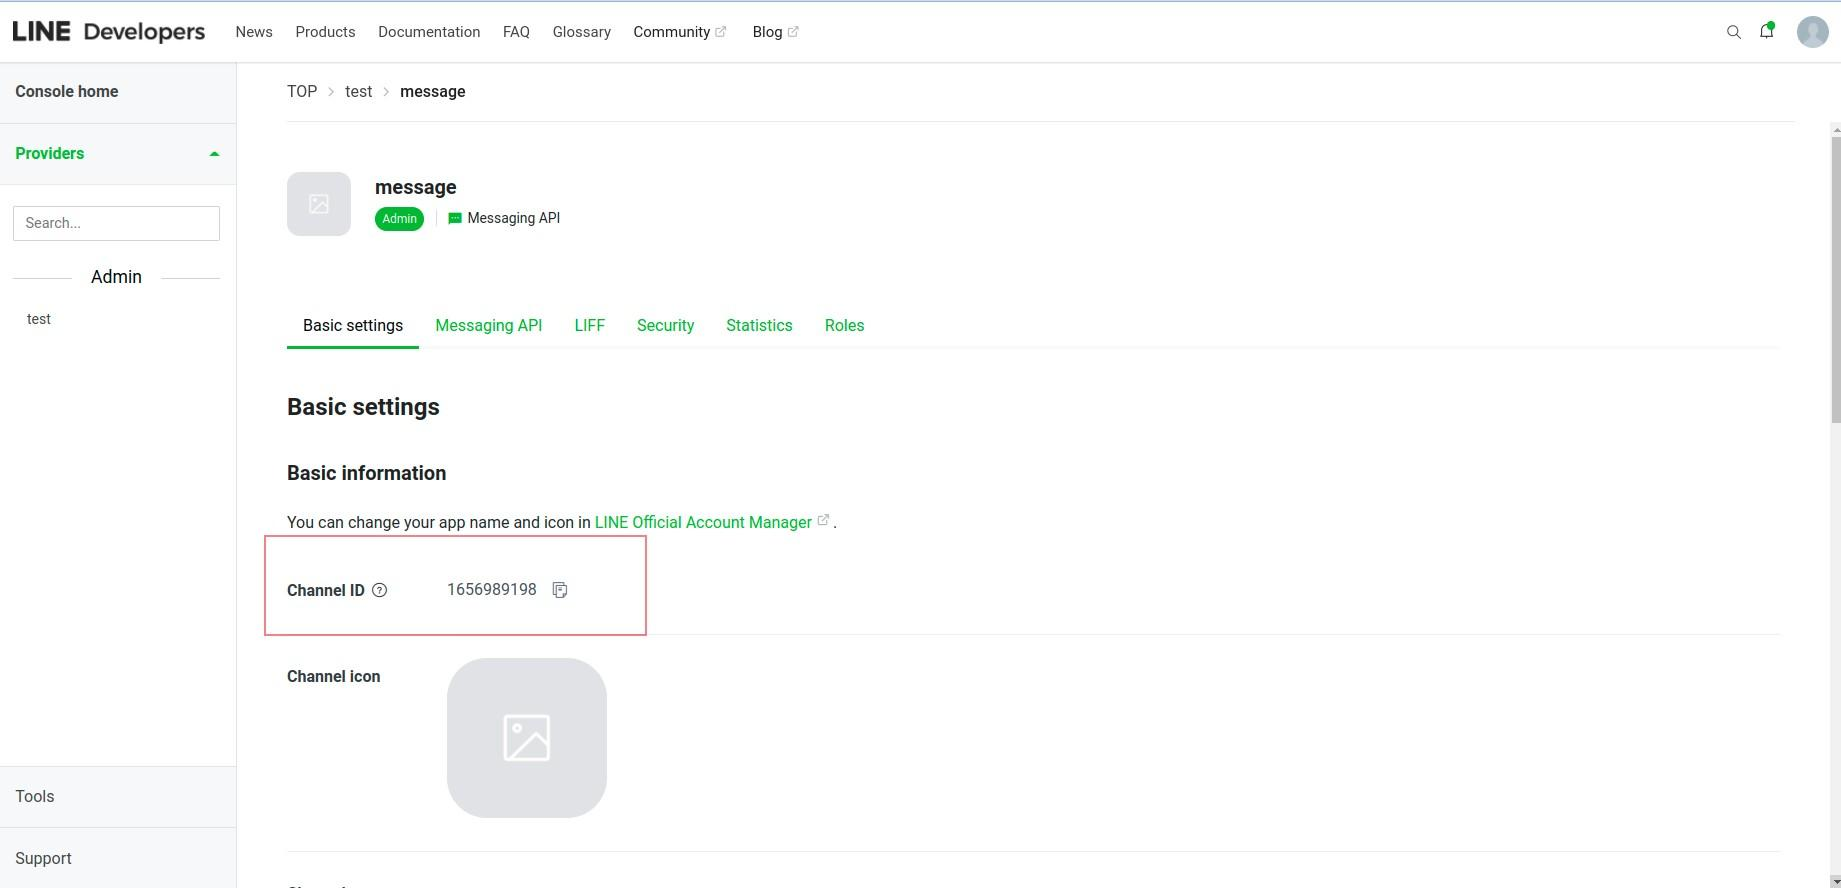 LINE Developers
News Products Documentation FAQ Glossary Community Blog
Console home
TOP > test > message
Providers
message
Admin Messaging API
Search...
Admin
test
Basic settings Messaging API LIFF Security Statistics Roles
Basic settings
Basic information
You can change your app name and icon in LINE Official Account Manager .
Channel ID ? 1656989198
Channel icon
Tools
Support